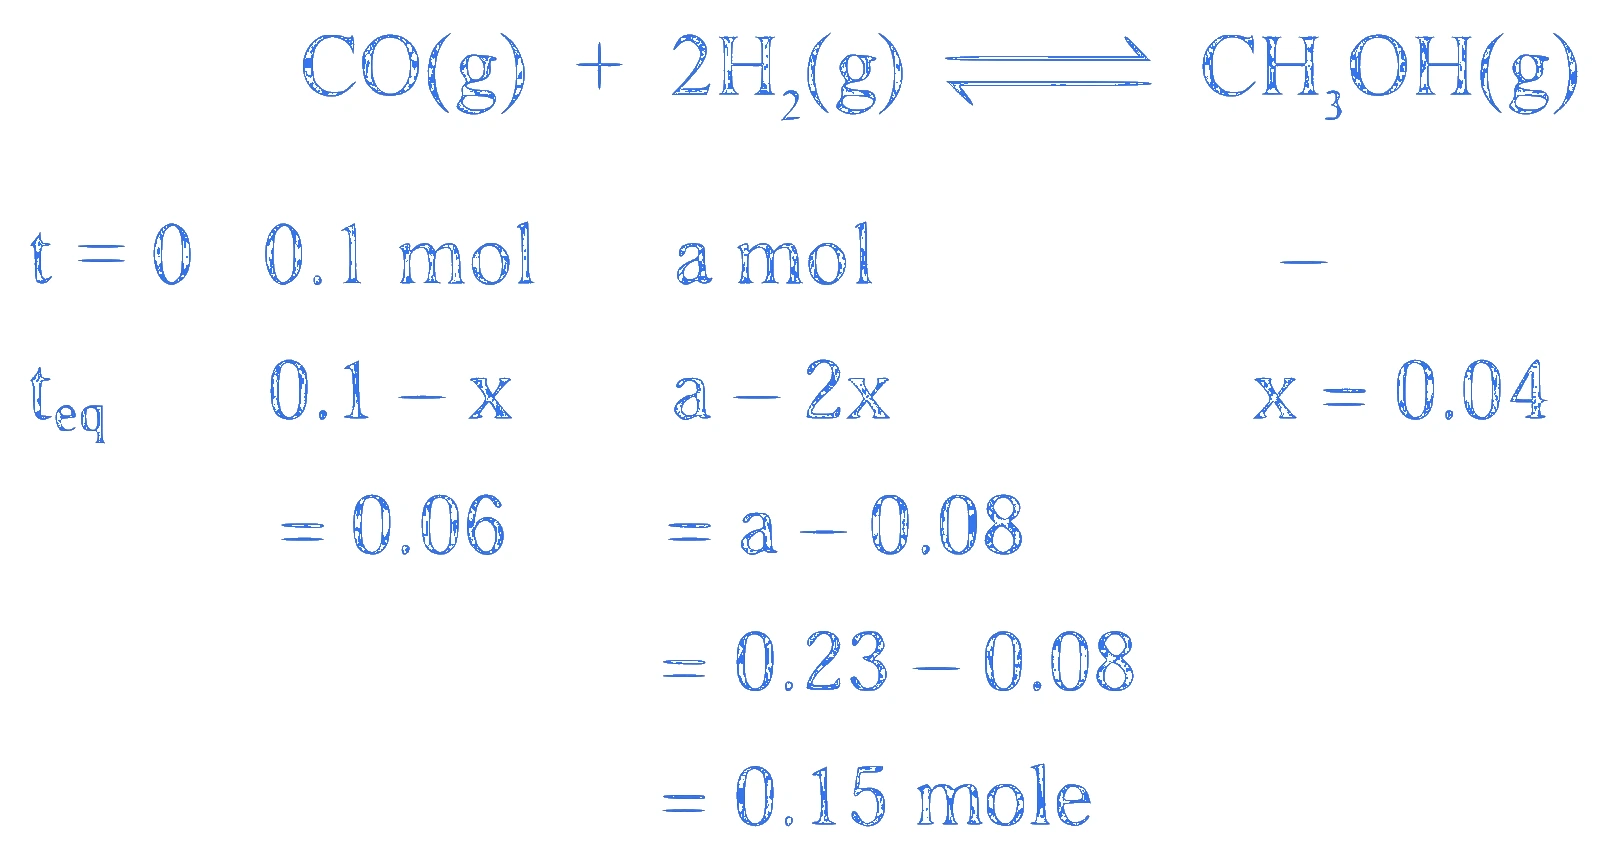 CO(g) + 2H₂(g) ⇌ CH₃OH(g)
t = 0 0.1 mol a mol –
t_eq 0.1 – x a – 2x x = 0.04
= 0.06 = a – 0.08
= 0.23 – 0.08
= 0.15 mole